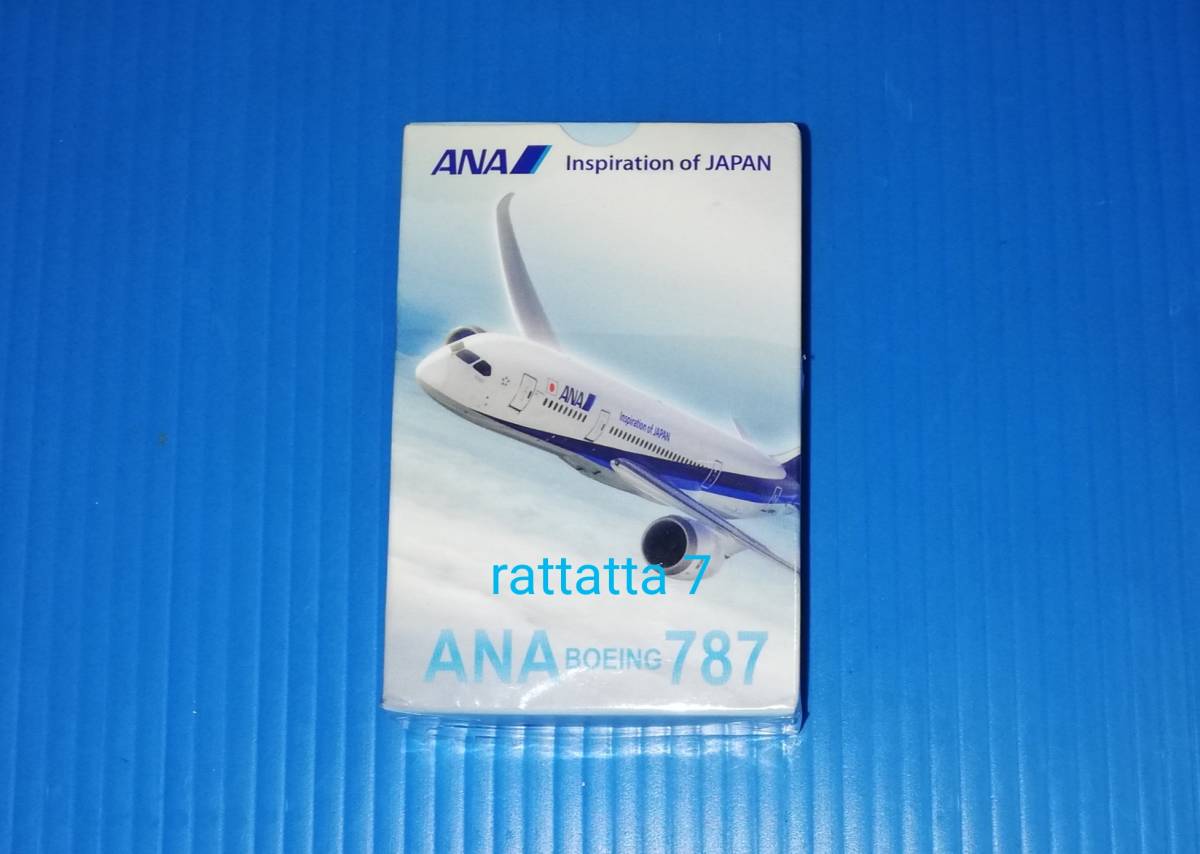 ANA Inspiration of JAPAN
ANA
Inspiration of JAPAN
rattatta 7
ANA BOEING 787